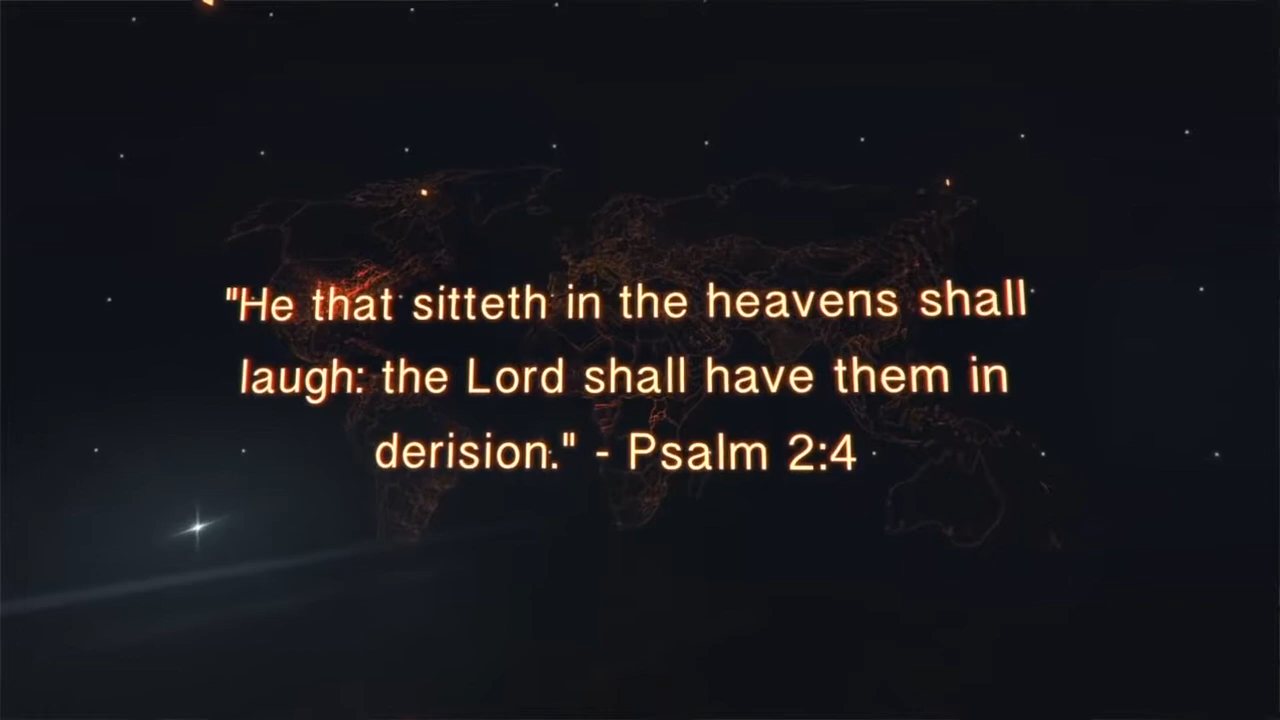 "He that sitteth in the heavens shall
laugh: the Lord shall have them in
derision." - Psalm 2:4